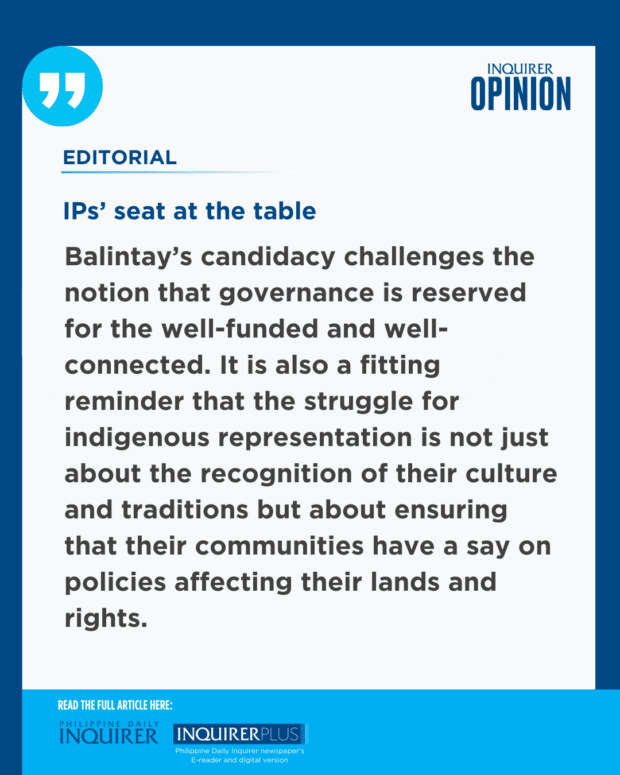 INQUIRER
OPINION
EDITORIAL
IPs’ seat at the table
Balintay’s candidacy challenges the
notion that governance is reserved
for the well-funded and well-
connected. It is also a fitting
reminder that the struggle for
indigenous representation is not just
about the recognition of their culture
and traditions but about ensuring
that their communities have a say on
policies affecting their lands and
rights.
READ THE FULL ARTICLE HERE:
PHILIPPINE DAILY
INQUIRER
INQUIRERPLUS
Philippine Daily Inquirer newspaper's
E-reader and digital version